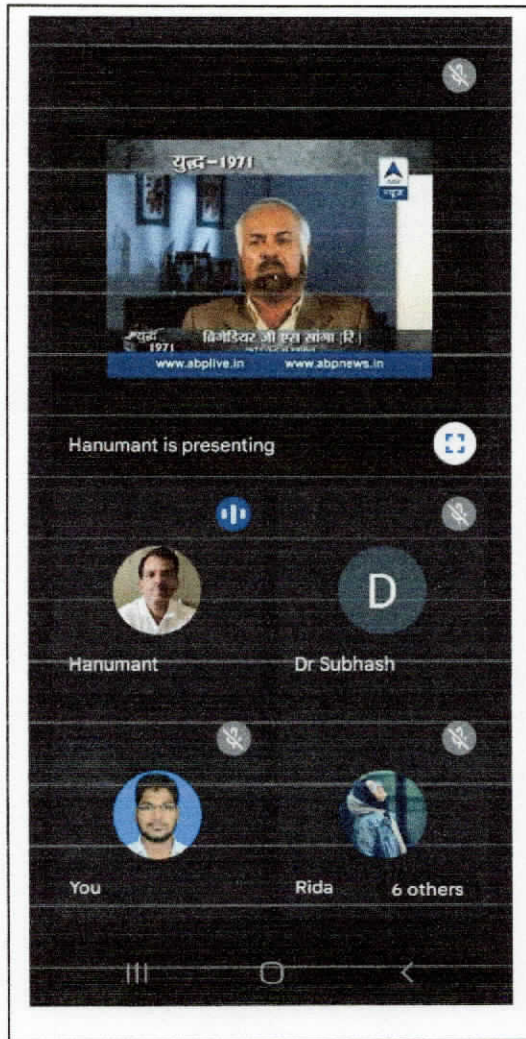 युद्ध-1971
abp
न्यूज़
युद्ध
1971
ब्रिगेडियर जी एस सांगा (रि.)
www.abplive.in www.abpnews.in
Hanumant is presenting
D
Hanumant Dr Subhash
You Rida 6 others